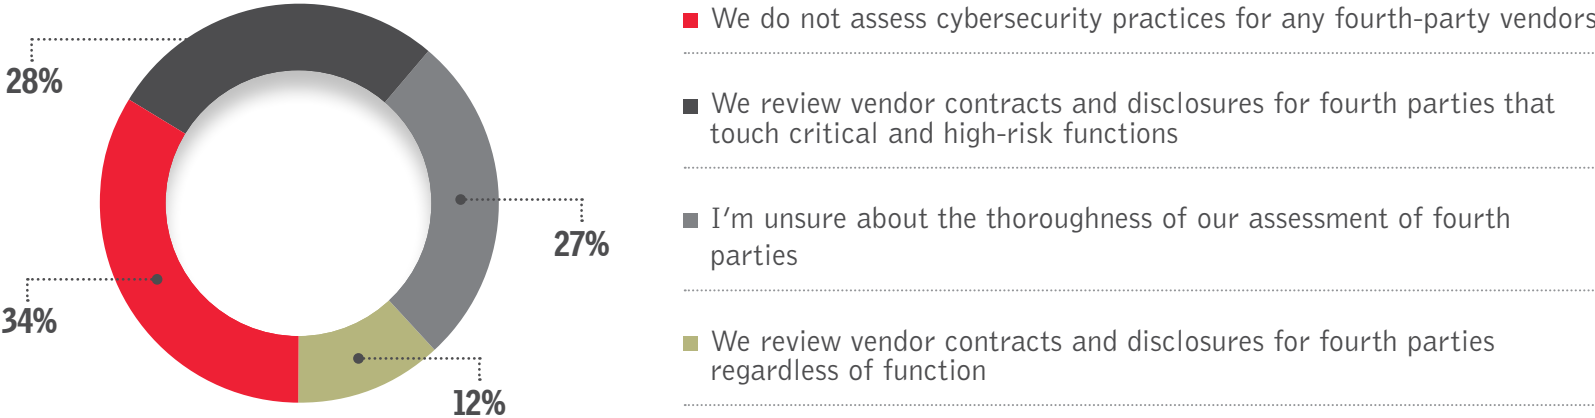 28%
34%
27%
12%
We do not assess cybersecurity practices for any fourth-party vendors
We review vendor contracts and disclosures for fourth parties that
touch critical and high-risk functions
I'm unsure about the thoroughness of our assessment of fourth
parties
We review vendor contracts and disclosures for fourth parties
regardless of function